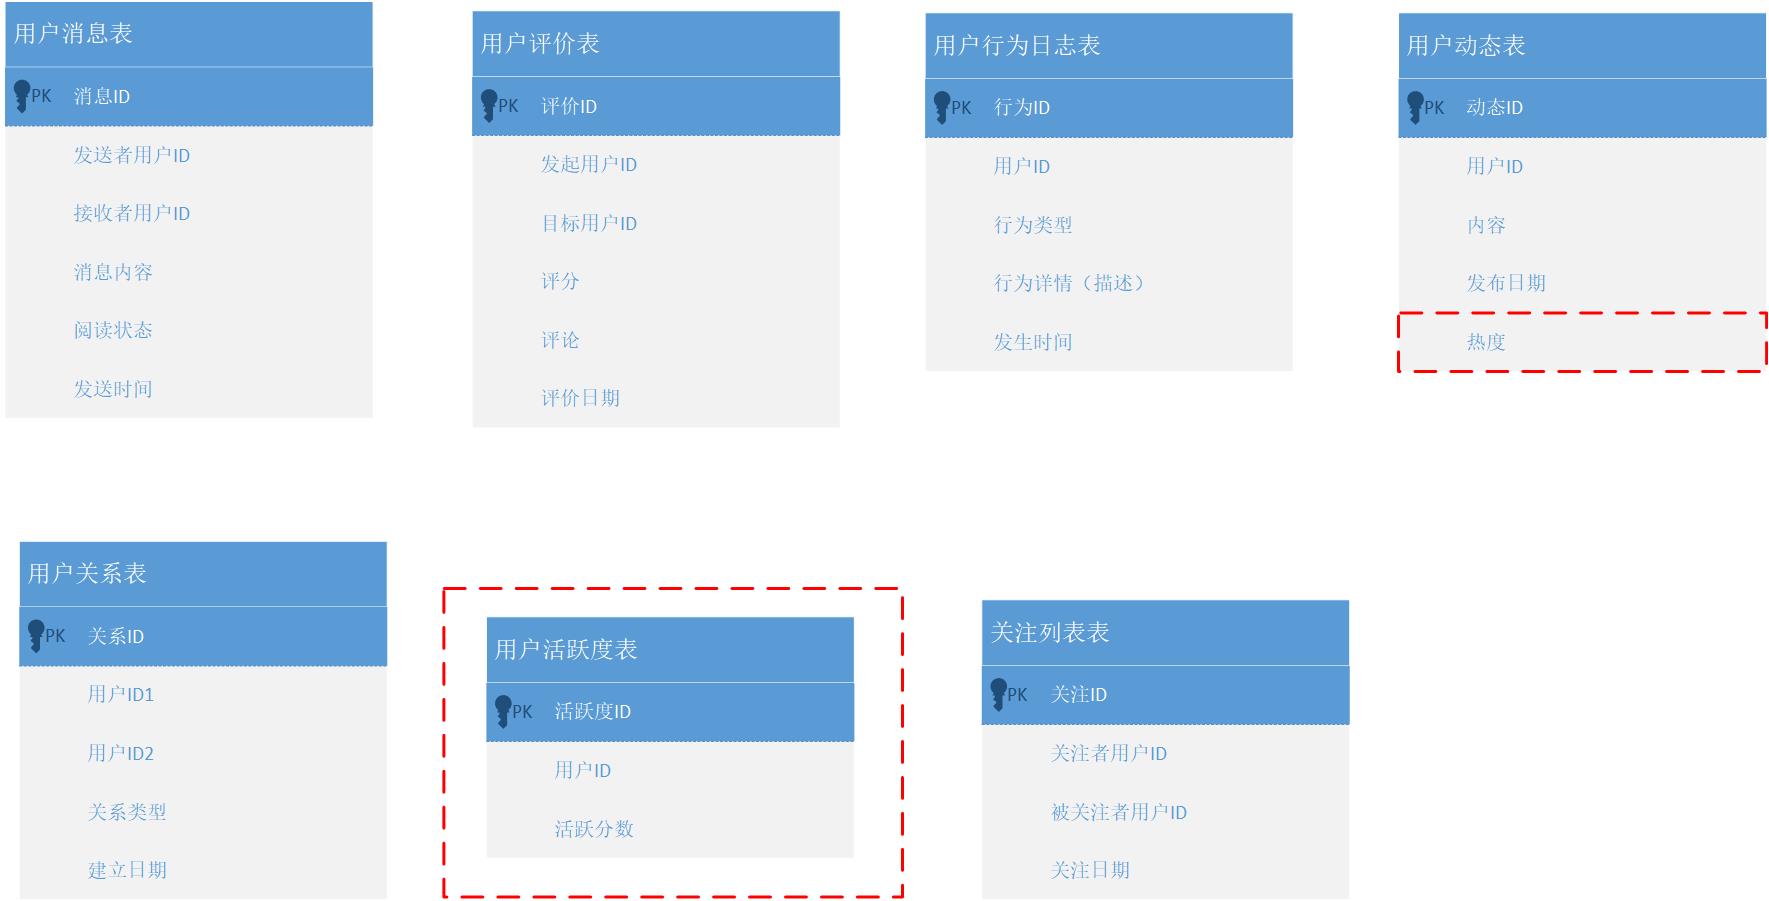 用户消息表
PK 消息ID
发送者用户ID
接收者用户ID
消息内容
阅读状态
发送时间
用户评价表
PK 评价ID
发起用户ID
目标用户ID
评分
评论
评价日期
用户行为日志表
PK 行为ID
用户ID
行为类型
行为详情（描述）
发生时间
用户动态表
PK 动态ID
用户ID
内容
发布日期
热度
用户关系表
PK 关系ID
用户ID1
用户ID2
关系类型
建立日期
用户活跃度表
PK 活跃度ID
用户ID
活跃分数
关注列表表
PK 关注ID
关注者用户ID
被关注者用户ID
关注日期